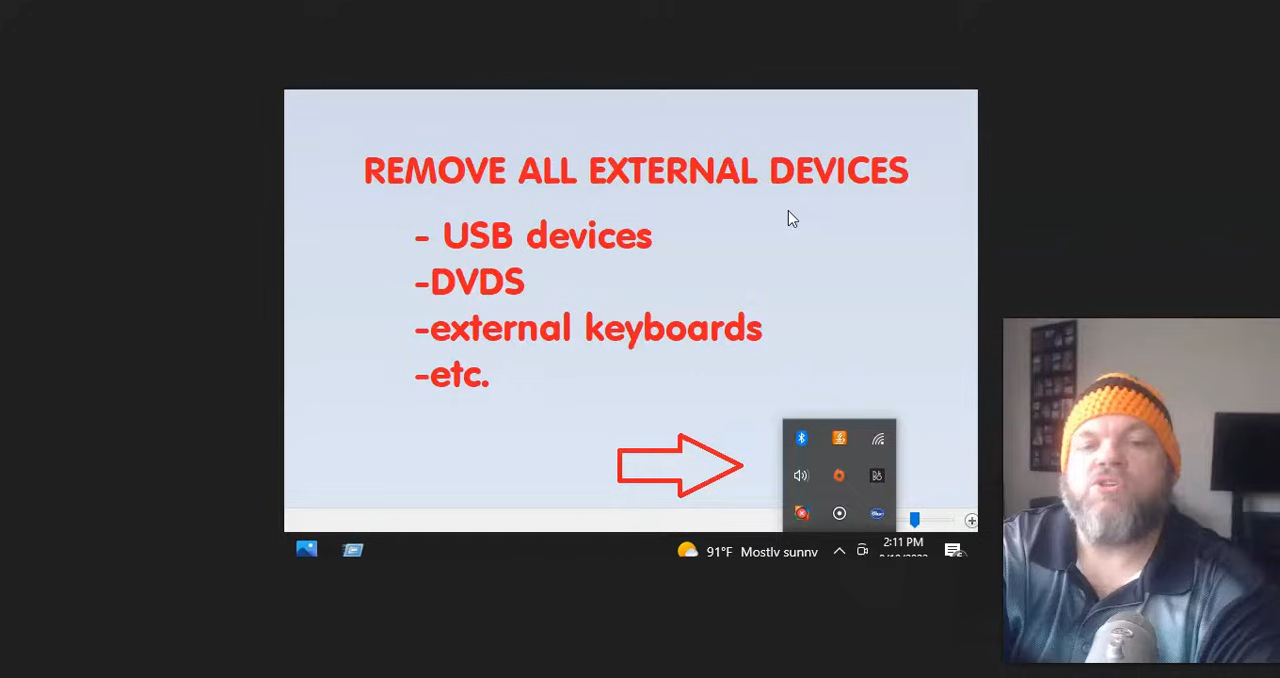 REMOVE ALL EXTERNAL DEVICES
- USB devices
-DVDS
-external keyboards
-etc.
91°F Mostly sunny
2:11 PM